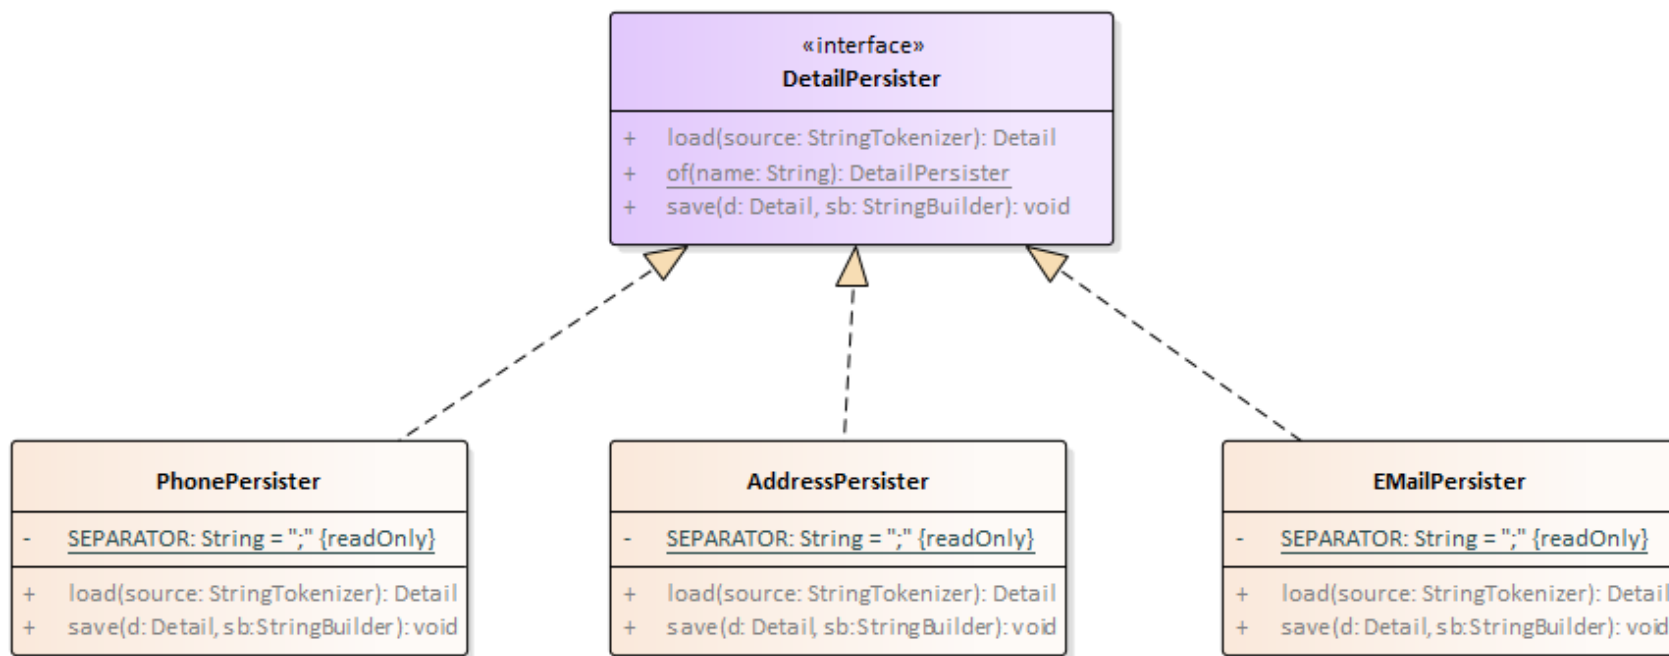 «interface»
DetailPersister
+ load(source: StringTokenizer): Detail
+ of(name: String): DetailPersister
+ save(d: Detail, sb: StringBuilder): void
PhonePersister
- SEPARATOR: String = ";" {readOnly}
+ load(source: StringTokenizer): Detail
+ save(d: Detail, sb:StringBuilder): void
AddressPersister
- SEPARATOR: String = ";" {readOnly}
+ load(source: StringTokenizer): Detail
+ save(d: Detail, sb:StringBuilder): void
EMailPersister
- SEPARATOR: String = ";" {readOnly}
+ load(source: StringTokenizer): Detail
+ save(d: Detail, sb:StringBuilder): void